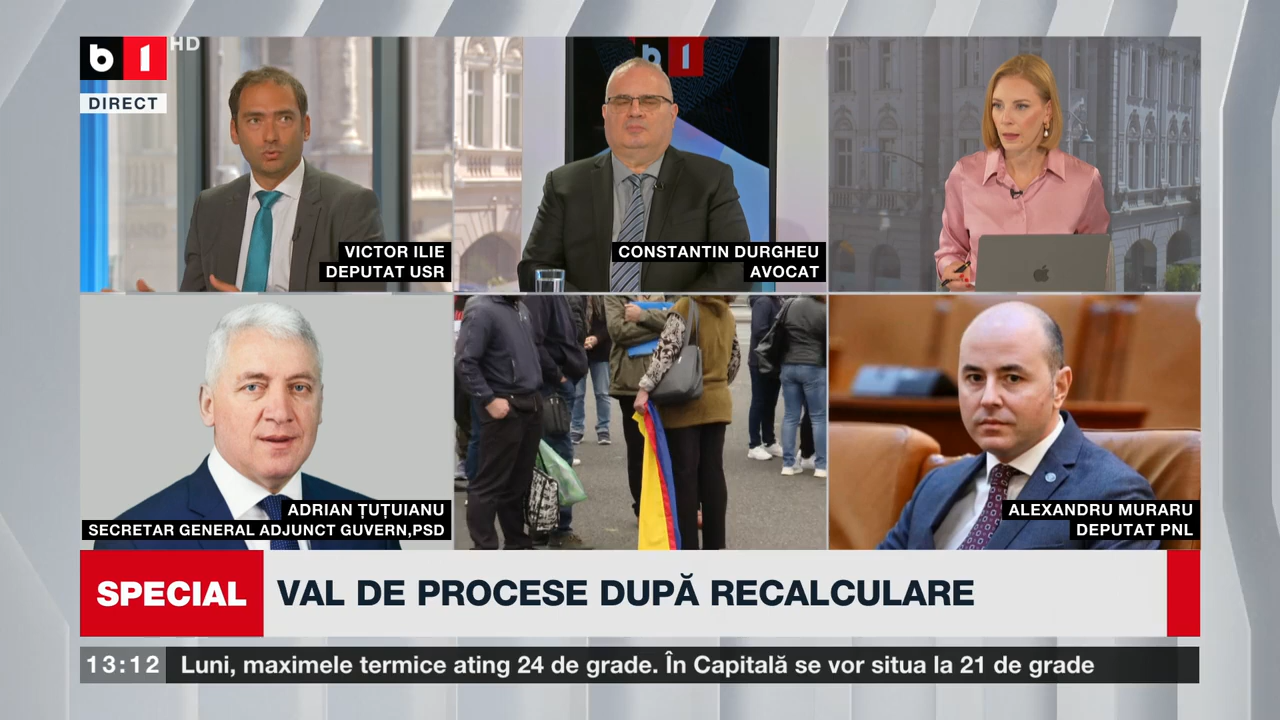 b1
HD
DIRECT
b1
VICTOR ILIE
DEPUTAT USR
CONSTANTIN DURGHEU
AVOCAT
ADRIAN ȚUȚUIANU
SECRETAR GENERAL ADJUNCT GUVERN,PSD
ALEXANDRU MURARU
DEPUTAT PNL
SPECIAL
VAL DE PROCESE DUPĂ RECALCULARE
13:12
Luni, maximele termice ating 24 de grade. În Capitală se vor situa la 21 de grade